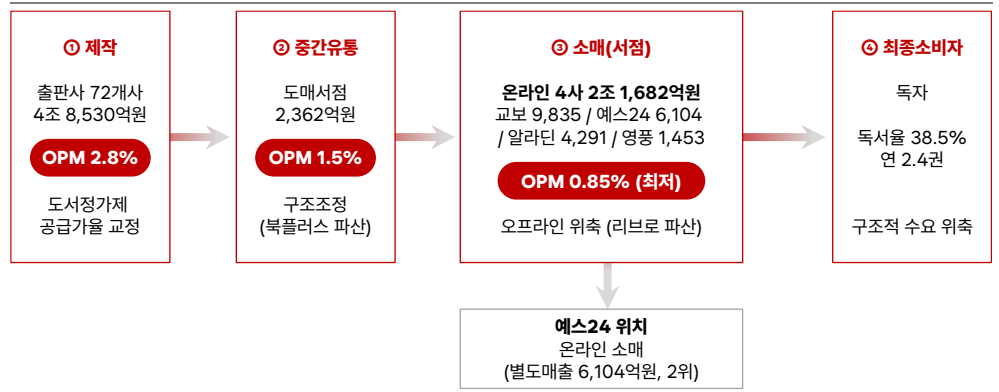 ① 제작
출판사 72개사
4조 8,530억원
OPM 2.8%
도서정가제
공급가율 교정
② 중간유통
도매서점
2,362억원
OPM 1.5%
구조조정
(북플러스 파산)
③ 소매(서점)
온라인 4사 2조 1,682억원
교보 9,835 / 예스24 6,104
/ 알라딘 4,291 / 영풍 1,453
OPM 0.85% (최저)
오프라인 위축 (리브로 파산)
④ 최종소비자
독자
독서율 38.5%
연 2.4권
구조적 수요 위축
예스24 위치
온라인 소매
(별도매출 6,104억원, 2위)